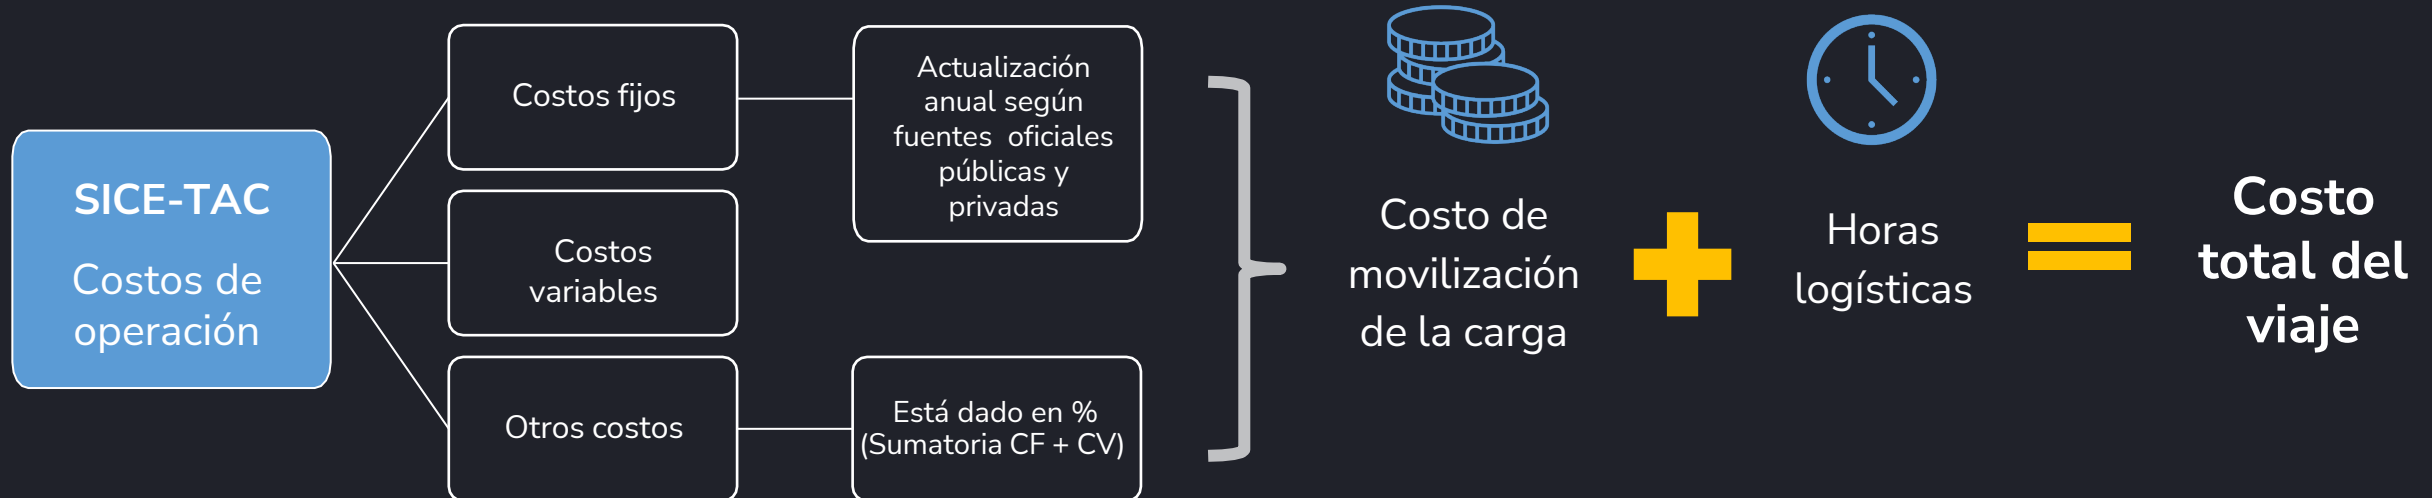 SICE-TAC
Costos de
operación
Costos fijos
Costos
variables
Otros costos
Actualización
anual según
fuentes oficiales
públicas y
privadas
Está dado en %
(Sumatoria CF + CV)
Costo de
movilización
de la carga
Horas
logísticas
Costo
total del
viaje